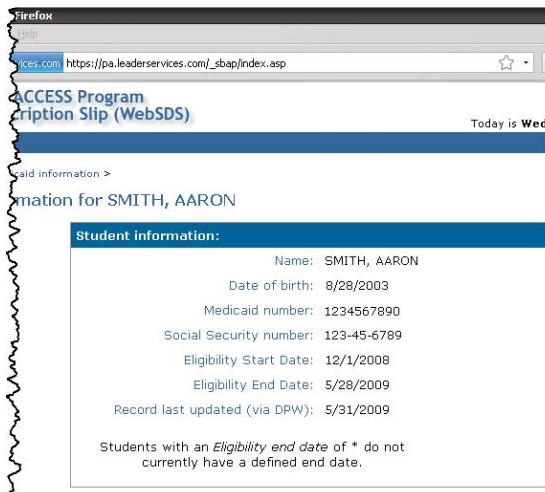 Firefox
Help
vices.com https://pa.leaderservices.com/_sbap/index.asp
ACCESS Program
cription Slip (WebSDS)
Today is Wed
caid information >
mation for SMITH, AARON
Student information:
Name: SMITH, AARON
Date of birth: 8/28/2003
Medicaid number: 1234567890
Social Security number: 123-45-6789
Eligibility Start Date: 12/1/2008
Eligibility End Date: 5/28/2009
Record last updated (via DPW): 5/31/2009
Students with an Eligibility end date of * do not
currently have a defined end date.